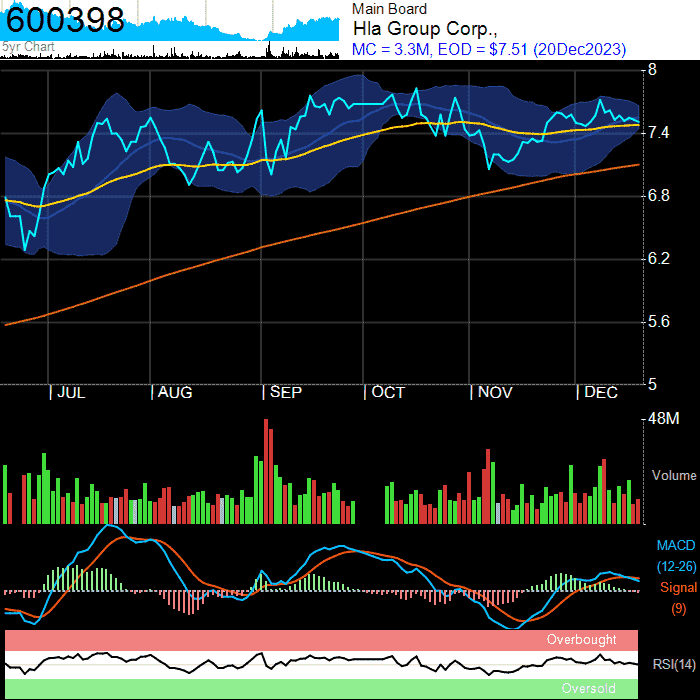 600398
5yr Chart
Main Board
Hla Group Corp.,
MC = 3.3M, EOD = $7.51 (20Dec2023)
8
7.4
6.8
6.2
5.6
5
JUL AUG SEP OCT NOV DEC
48M
Volume
MACD
(12-26)
Signal
(9)
Overbought
RSI(14)
Oversold